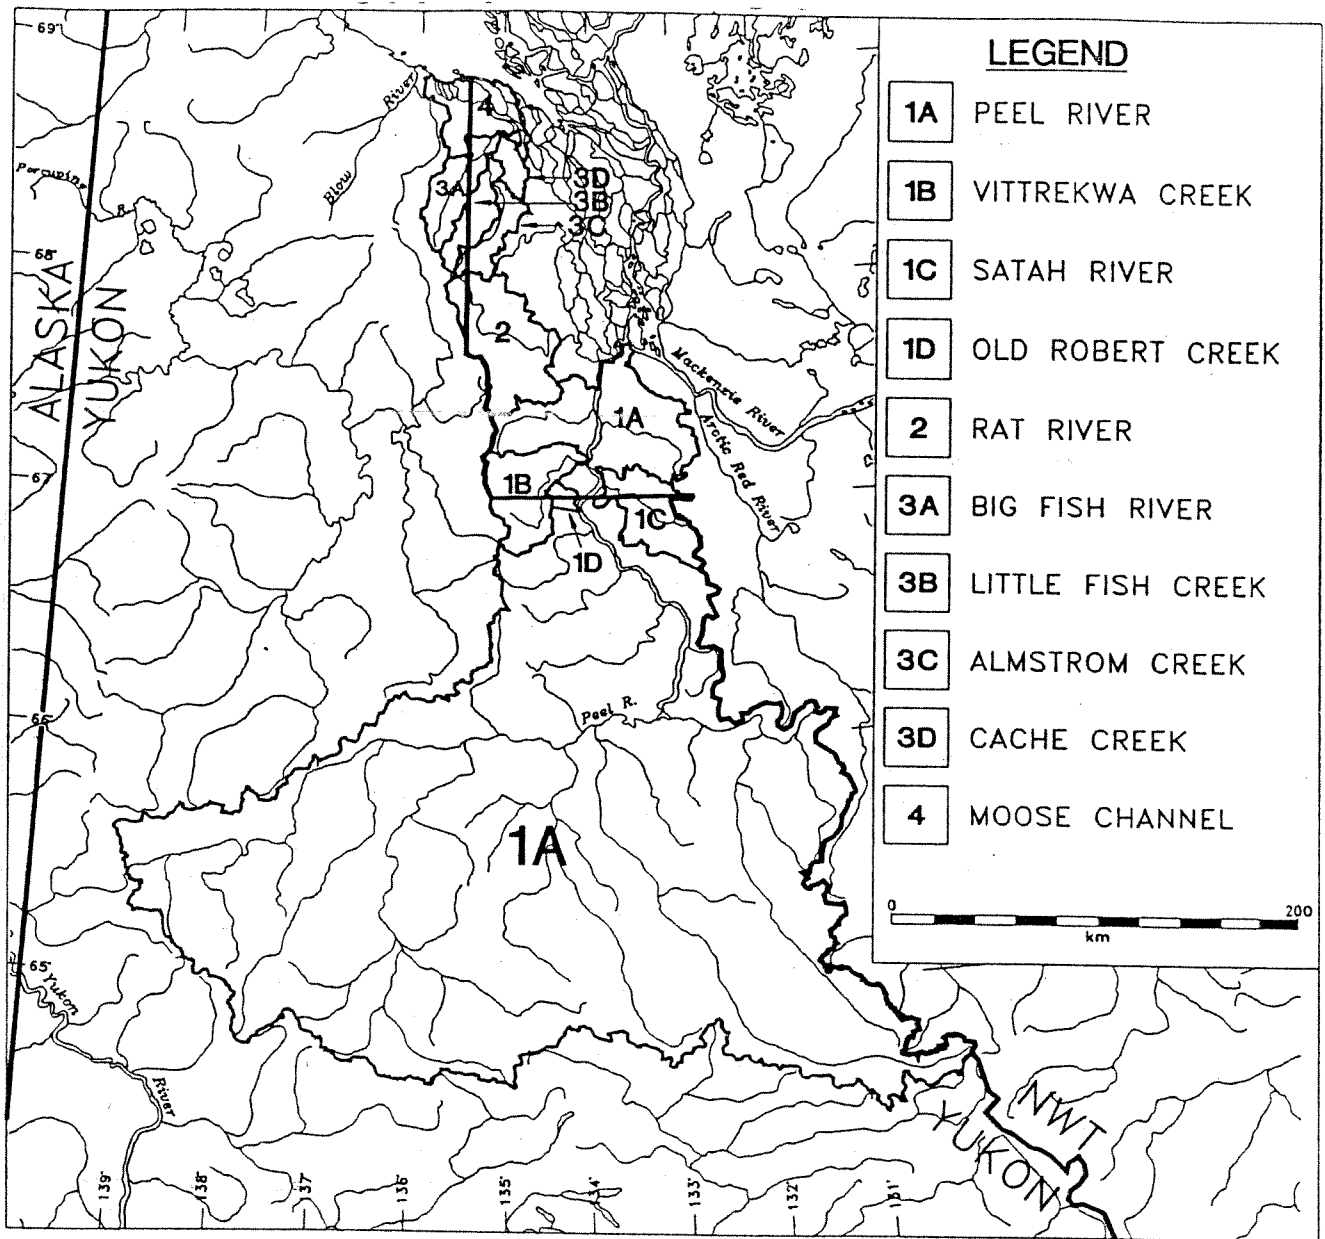 LEGEND
1A PEEL RIVER
1B VITTREKWA CREEK
1C SATAH RIVER
1D OLD ROBERT CREEK
2 RAT RIVER
3A BIG FISH RIVER
3B LITTLE FISH CREEK
3C ALMSTROM CREEK
3D CACHE CREEK
4 MOOSE CHANNEL
0 200
km
69°
River
4
Blow
3A
3D
3B
3C
Porcupine
R.
68°
ALASKA
YUKON
2
Mackenzie River
1A
Arctic Red River
67°
1B
1C
1D
66°
Peel R.
1A
65°
Yukon
River
NWT
YUKON
139° 138° 137° 136° 135° 134° 133° 132° 131°